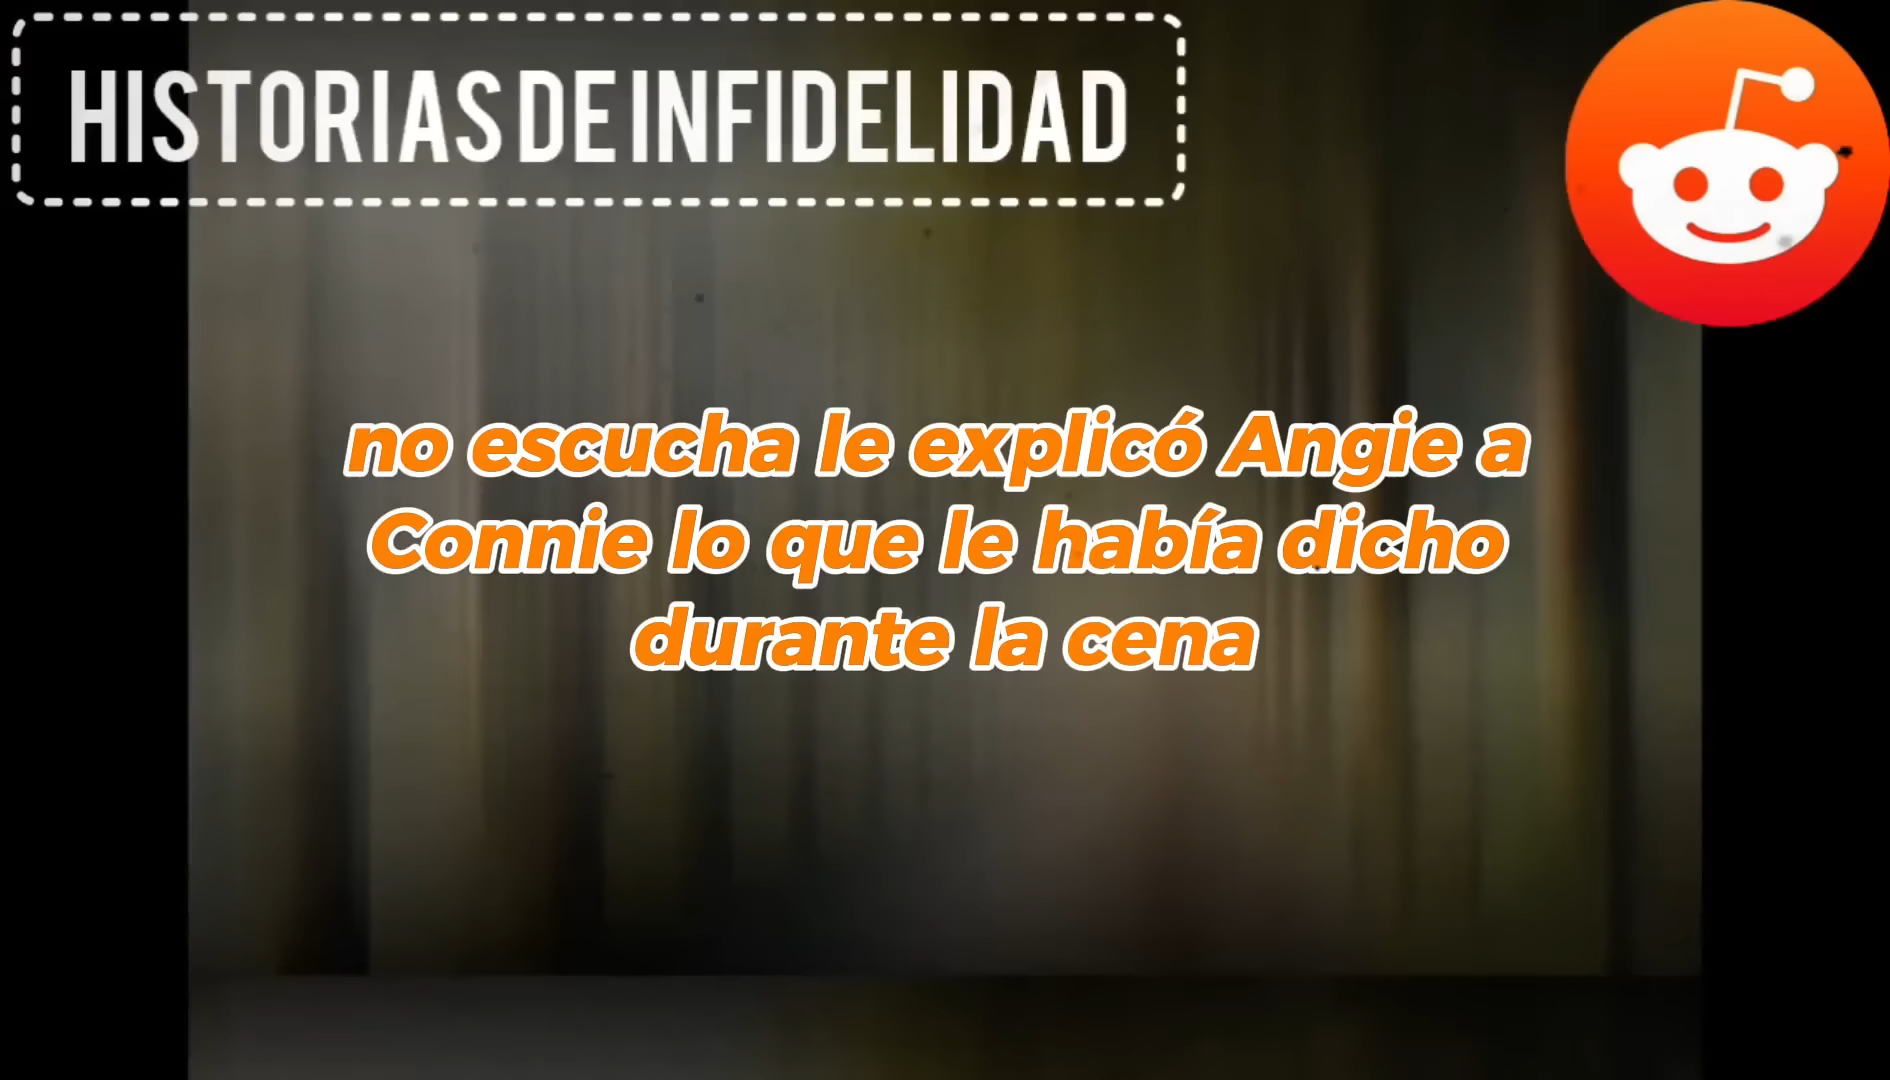 HISTORIAS DE INFIDELIDAD
no escucha le explicó Angie a
Connie lo que le había dicho
durante la cena